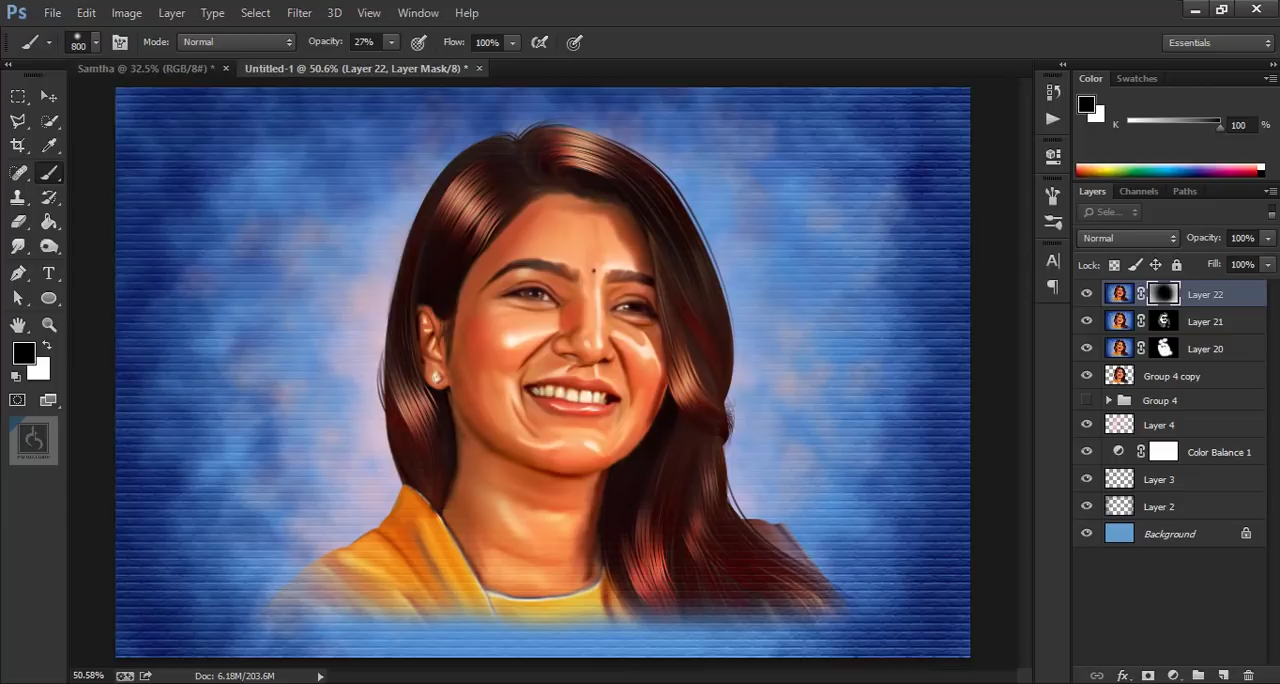 Ps File Edit Image Layer Type Select Filter 3D View Window Help
800 Mode: Normal Opacity: 27% Flow: 100% Essentials
Samtha @ 32.5% (RGB/8#) * × Untitled-1 @ 50.6% (Layer 22, Layer Mask/8) * ×
Color Swatches
K 100 %
Layers Channels Paths
Sele...
Normal Opacity: 100%
Lock: Fill: 100%
Layer 22
Layer 21
Layer 20
Group 4 copy
Group 4
Layer 4
Color Balance 1
Layer 3
Layer 2
Background
50.58% Doc: 6.18M/203.6M